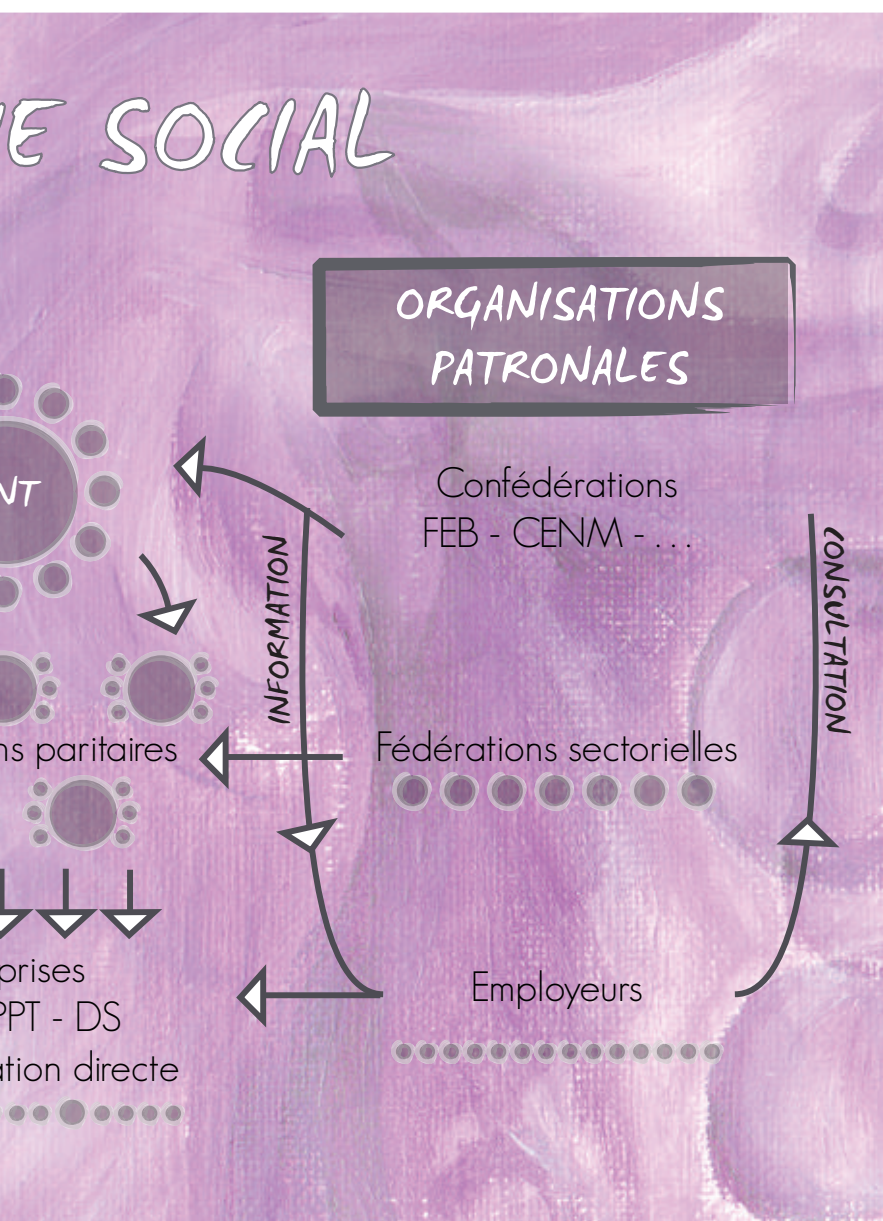 E SOCIAL
ORGANISATIONS
PATRONALES
NT
Confédérations
FEB - CENM - ...
INFORMATION
CONSULTATION
ns paritaires
Fédérations sectorielles
prises
PPT - DS
ation directe
Employeurs